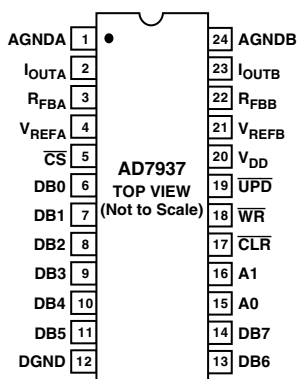 AGNDA 1 24 AGNDB
IOUTA 2 23 IOUTB
RFBA 3 22 RFBB
VREFA 4 21 VREFB
CS 5 20 VDD
AD7937
TOP VIEW
(Not to Scale)
DB0 6 19 UPD
DB1 7 18 WR
DB2 8 17 CLR
DB3 9 16 A1
DB4 10 15 A0
DB5 11 14 DB7
DGND 12 13 DB6